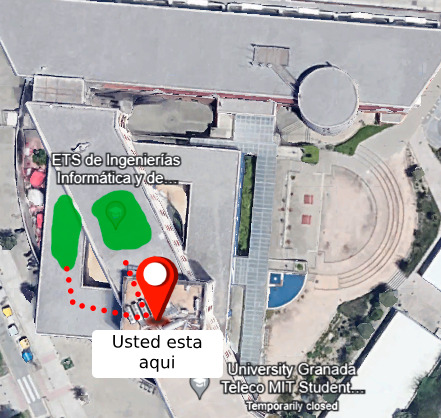 ETS de Ingenierías
Informática y de...
Usted esta
aqui
University Granada
Teleco MIT Student...
Temporarily closed